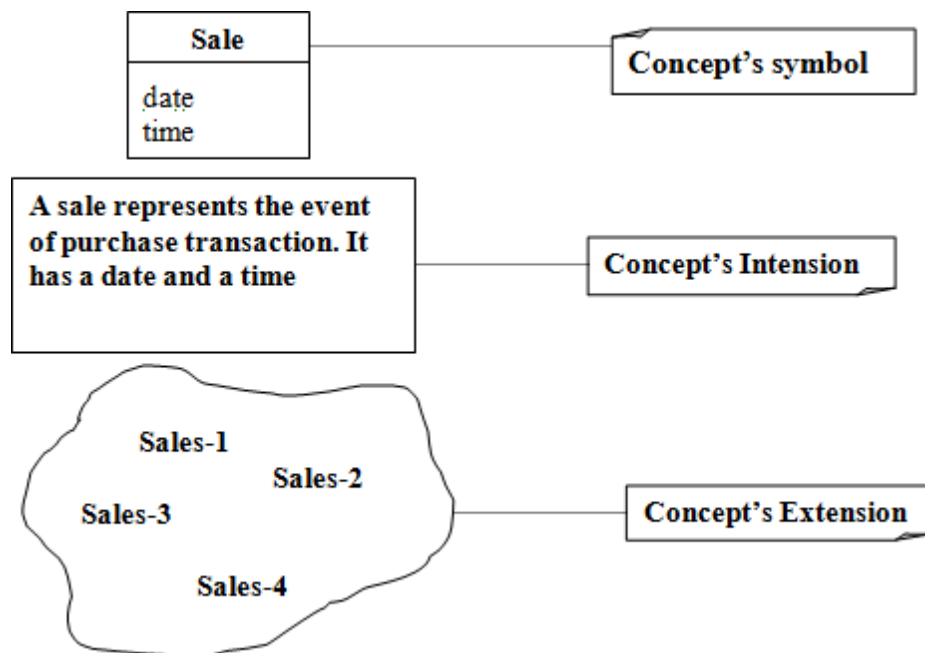 Sale
Concept's symbol
date
time
A sale represents the event
of purchase transaction. It
has a date and a time
Concept's Intension
Sales-1
Sales-2
Sales-3
Concept's Extension
Sales-4